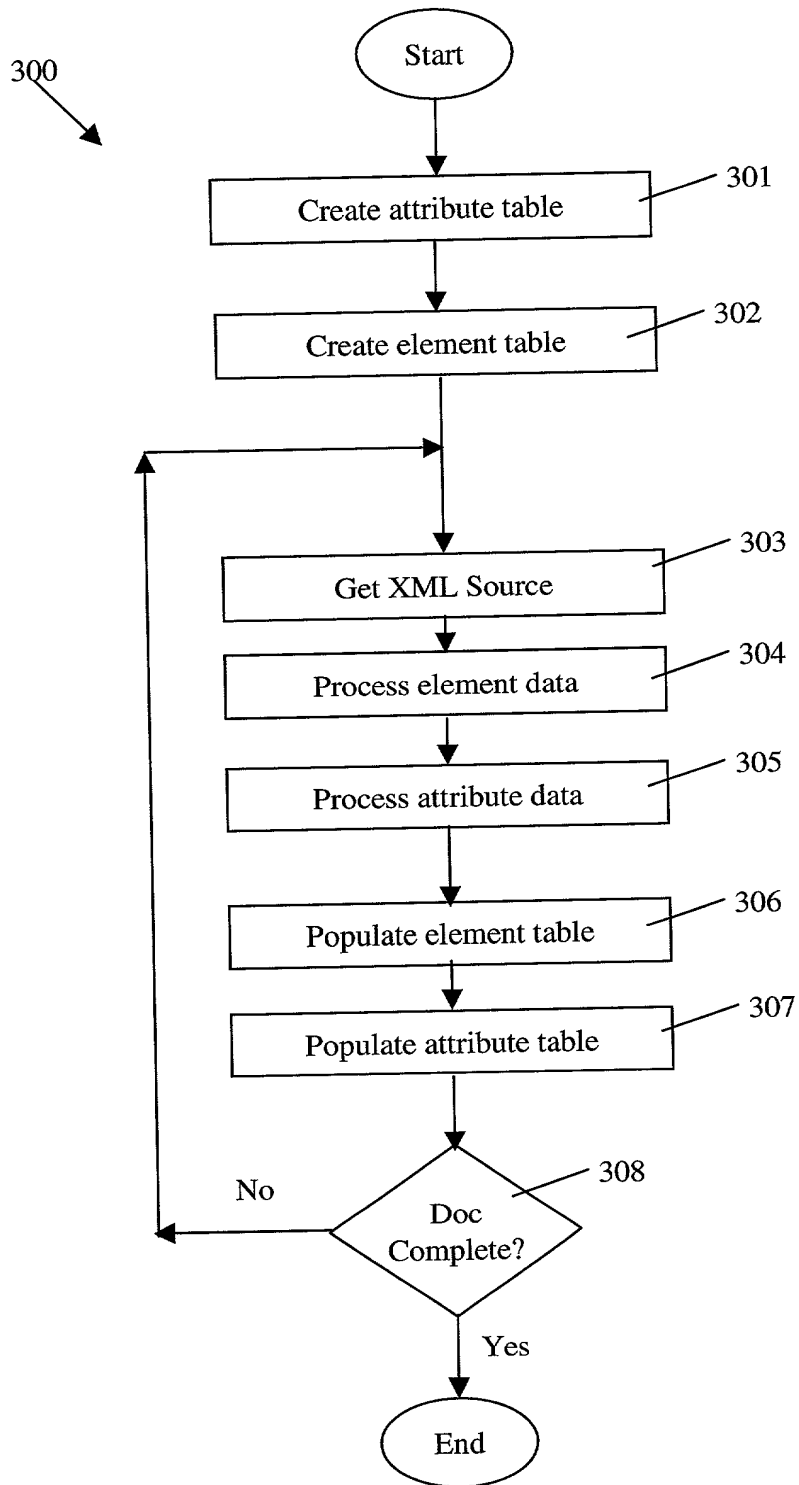 Start
300
301
Create attribute table
302
Create element table
303
Get XML Source
304
Process element data
305
Process attribute data
306
Populate element table
307
Populate attribute table
308
No
Doc
Complete?
Yes
End